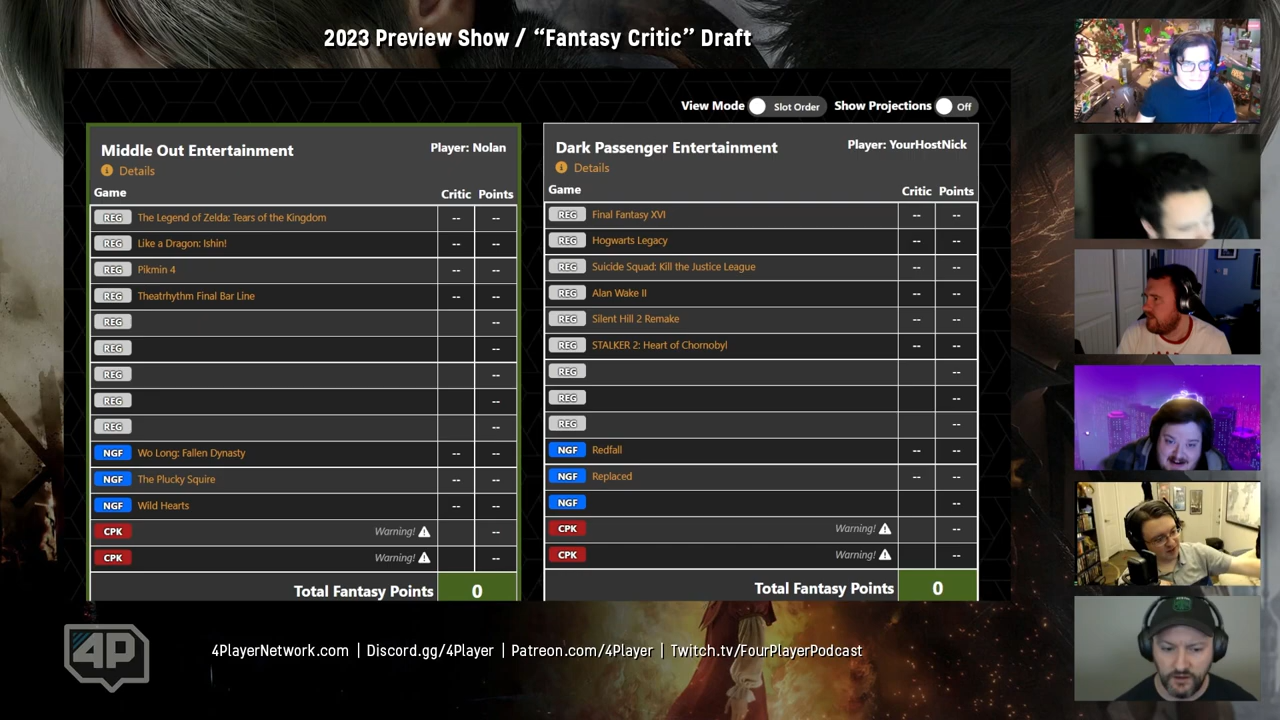 2023 Preview Show / “Fantasy Critic” Draft
View Mode Slot Order Show Projections Off
Middle Out Entertainment Player: Nolan
Details
Game Critic Points
REG The Legend of Zelda: Tears of the Kingdom -- --
REG Like a Dragon: Ishin! -- --
REG Pikmin 4 -- --
REG Theatrhythm Final Bar Line -- --
REG --
REG --
REG --
REG --
REG --
NGF Wo Long: Fallen Dynasty -- --
NGF The Plucky Squire -- --
NGF Wild Hearts -- --
CPK Warning! --
CPK Warning! --
Total Fantasy Points 0
Dark Passenger Entertainment Player: YourHostNick
Details
Game Critic Points
REG Final Fantasy XVI -- --
REG Hogwarts Legacy -- --
REG Suicide Squad: Kill the Justice League -- --
REG Alan Wake II -- --
REG Silent Hill 2 Remake -- --
REG STALKER 2: Heart of Chornobyl -- --
REG --
REG --
REG --
NGF Redfall -- --
NGF Replaced -- --
NGF --
CPK Warning! --
CPK Warning! --
Total Fantasy Points 0
4P
4PlayerNetwork.com | Discord.gg/4Player | Patreon.com/4Player | Twitch.tv/FourPlayerPodcast